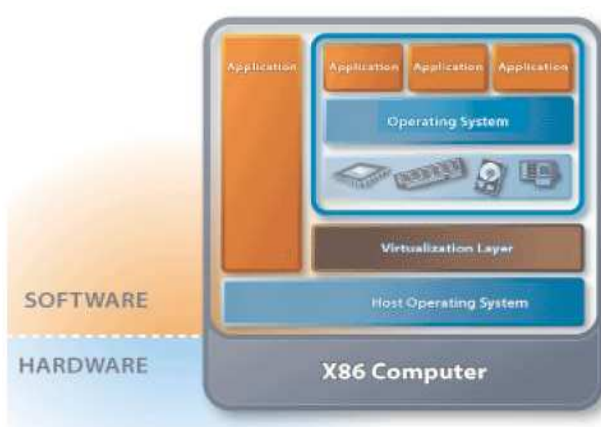 Application
Application Application Application
Operating System
Virtualization Layer
SOFTWARE
Host Operating System
HARDWARE
X86 Computer